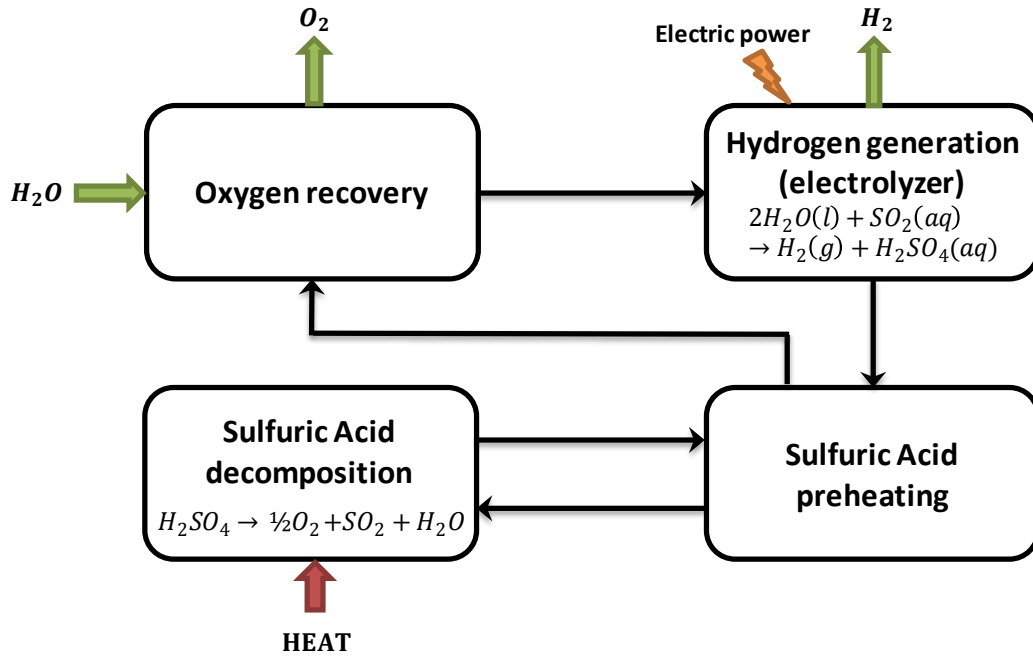 O₂
H₂
Electric power
H₂O
Oxygen recovery
Hydrogen generation
(electrolyzer)
2H₂O(l) + SO₂(aq)
→ H₂(g) + H₂SO₄(aq)
Sulfuric Acid
decomposition
H₂SO₄ → ½O₂ +SO₂ + H₂O
Sulfuric Acid
preheating
HEAT